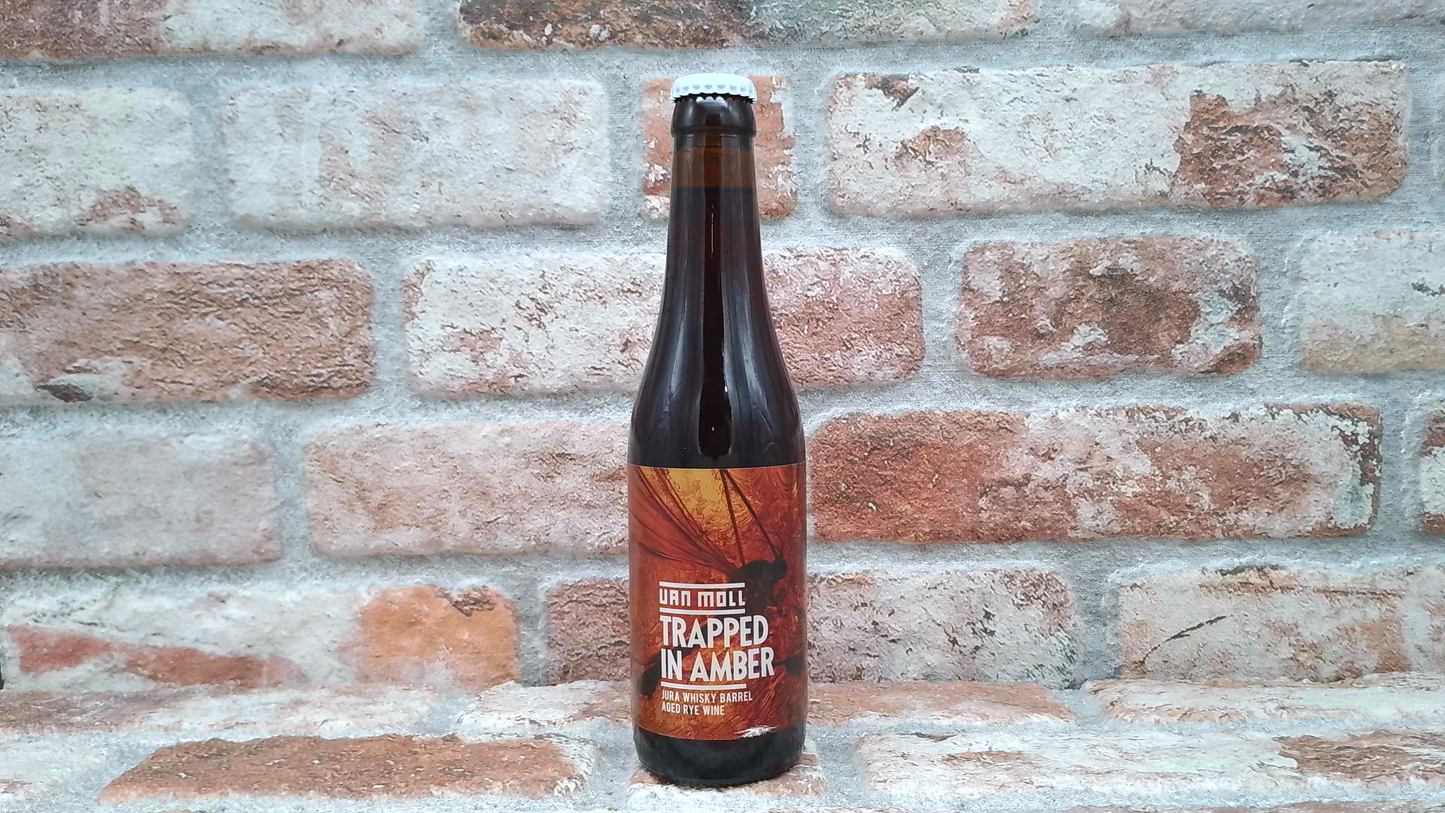 VAN MOLL
TRAPPED
IN AMBER
JURA WHISKY BARREL
AGED RYE WINE